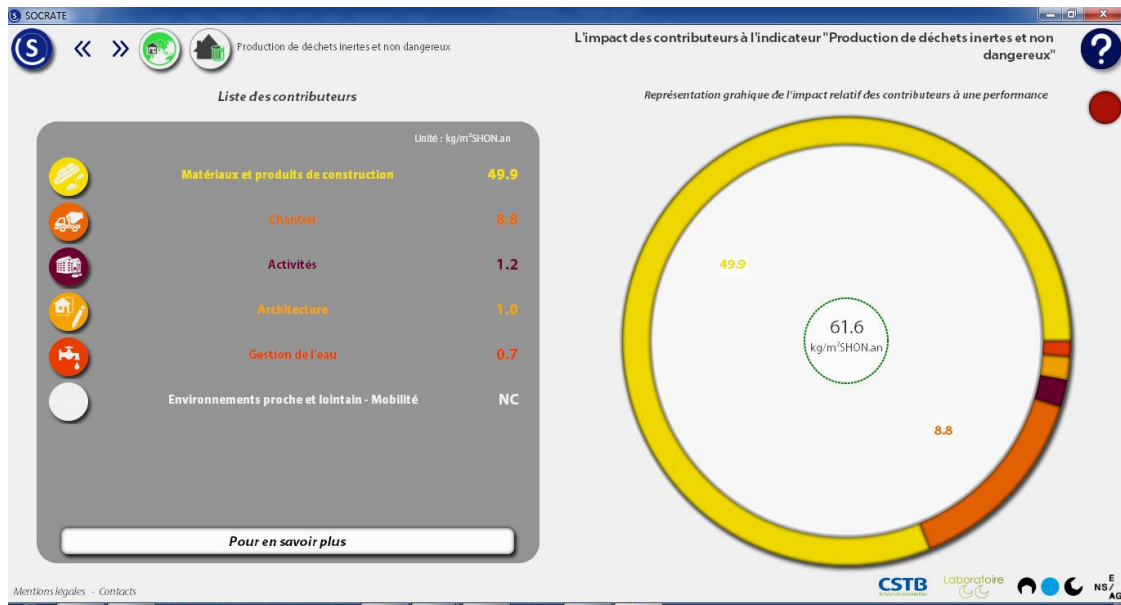 SOCRATE
Production de déchets inertes et non dangereux
L'impact des contributeurs à l'indicateur "Production de déchets inertes et non
dangereux"
?
Liste des contributeurs
Représentation grahique de l'impact relatif des contributeurs à une performance
Unité : kg/m²SHON.an
Matériaux et produits de construction 49.9
Chantier 8.8
Activités 1.2
Architecture 1.0
Gestion de l'eau 0.7
Environnements proche et lointain - Mobilité NC
Pour en savoir plus
49.9
61.6
kg/m²SHON.an
8.8
Mentions légales - Contacts
CSTB
Laboratoire
E
NS/
AG